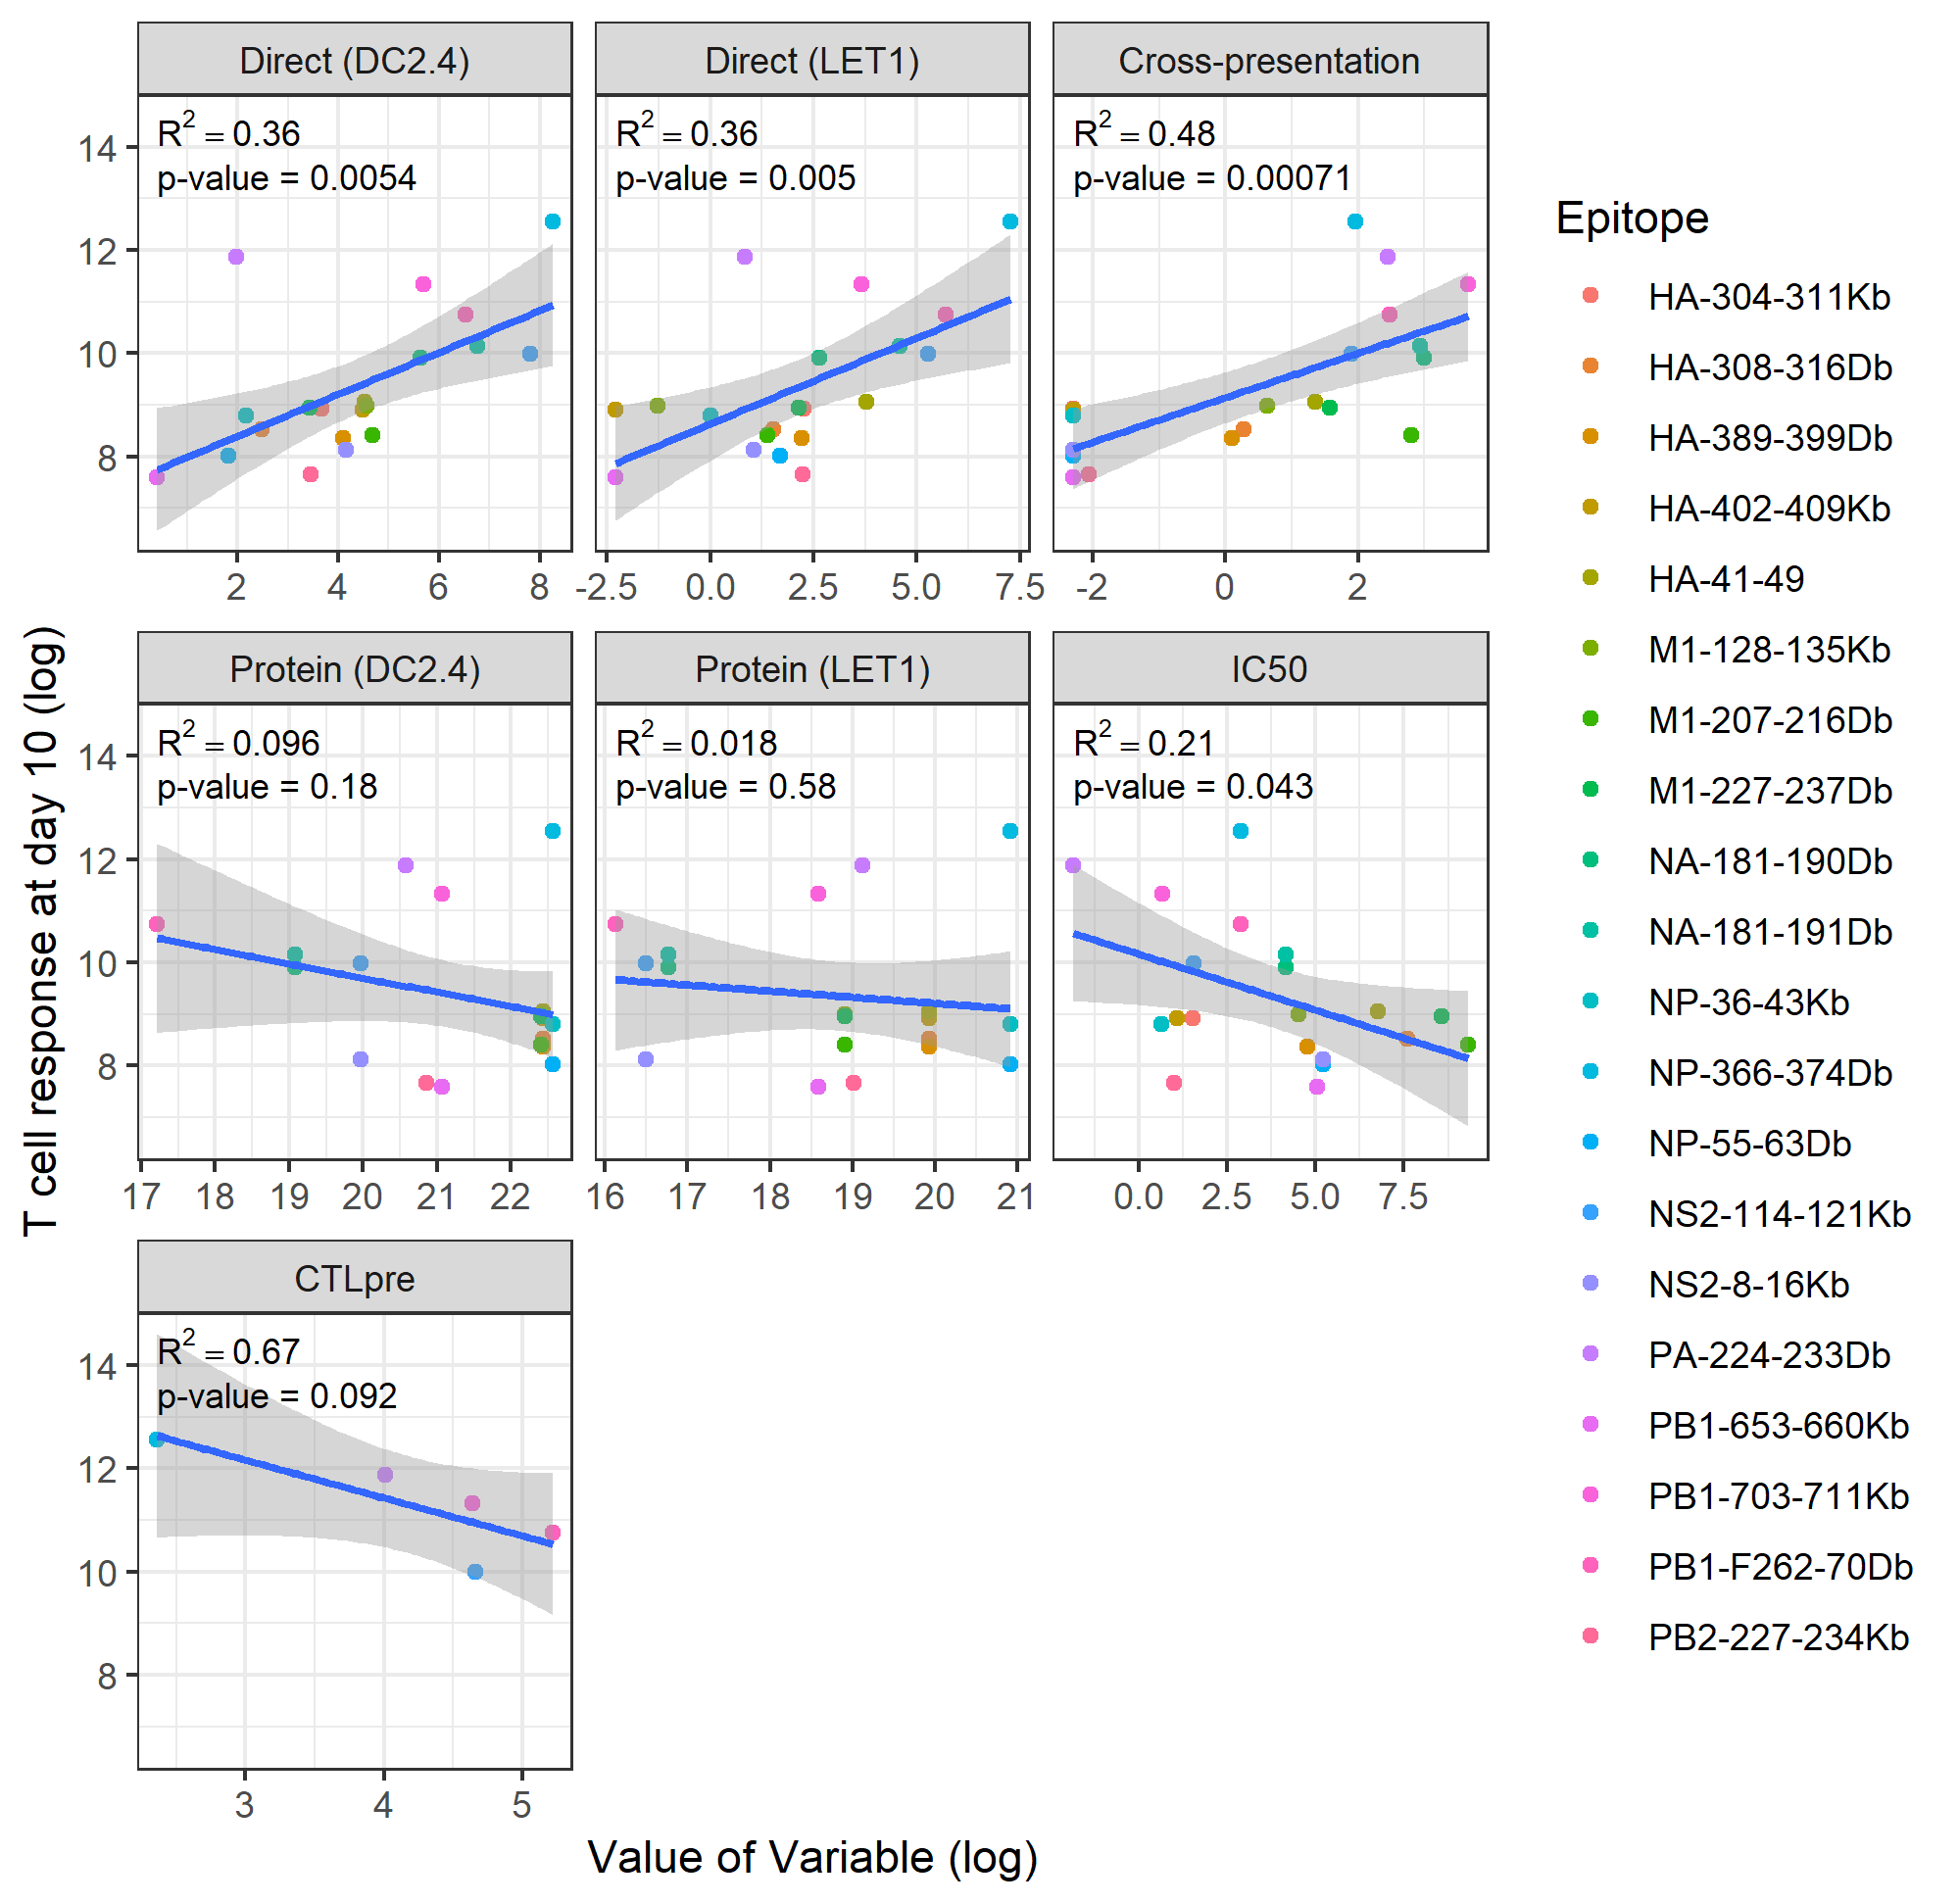 Direct (DC2.4)
Direct (LET1)
Cross-presentation
R² = 0.36
p-value = 0.0054
R² = 0.36
p-value = 0.005
R² = 0.48
p-value = 0.00071
14
12
10
8
2 4 6 8
-2.5 0.0 2.5 5.0 7.5
-2 0 2
Protein (DC2.4)
Protein (LET1)
IC50
R² = 0.096
p-value = 0.18
R² = 0.018
p-value = 0.58
R² = 0.21
p-value = 0.043
14
12
10
8
17 18 19 20 21 22
16 17 18 19 20 21
0.0 2.5 5.0 7.5
CTLpre
R² = 0.67
p-value = 0.092
14
12
10
8
3 4 5
T cell response at day 10 (log)
Value of Variable (log)
Epitope
HA-304-311Kb
HA-308-316Db
HA-389-399Db
HA-402-409Kb
HA-41-49
M1-128-135Kb
M1-207-216Db
M1-227-237Db
NA-181-190Db
NA-181-191Db
NP-36-43Kb
NP-366-374Db
NP-55-63Db
NS2-114-121Kb
NS2-8-16Kb
PA-224-233Db
PB1-653-660Kb
PB1-703-711Kb
PB1-F262-70Db
PB2-227-234Kb